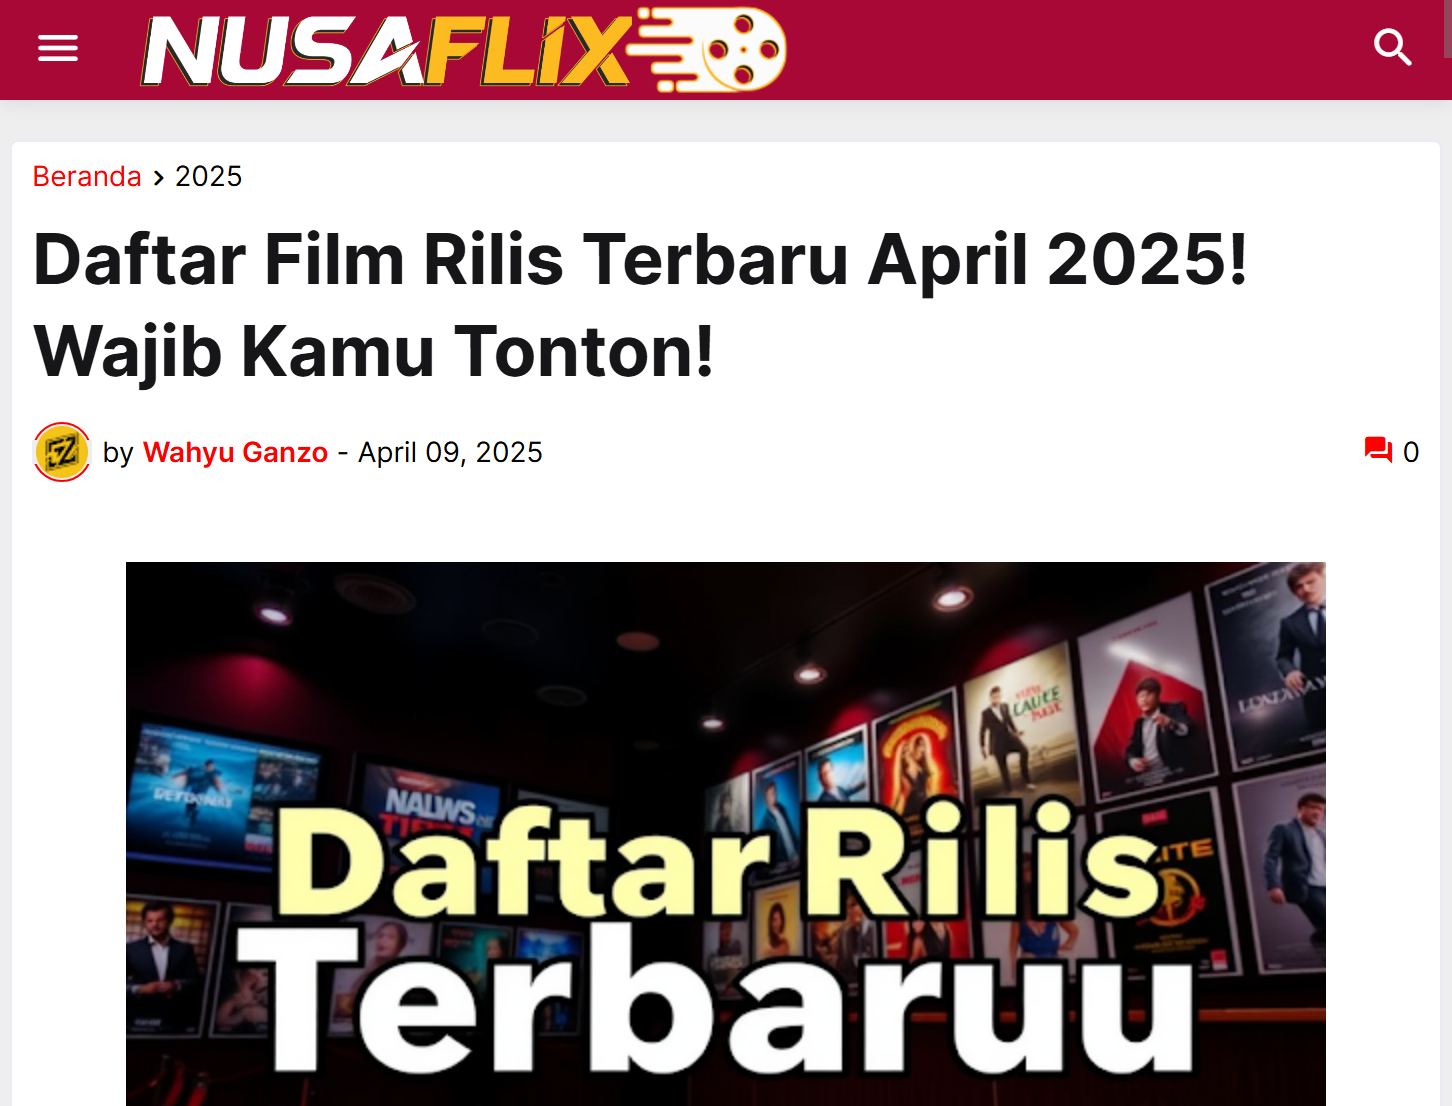 NUSAFLIX
Beranda > 2025
Daftar Film Rilis Terbaru April 2025!
Wajib Kamu Tonton!
by Wahyu Ganzo - April 09, 2025
0
NALWS
Daftar Rilis
Terbaruu